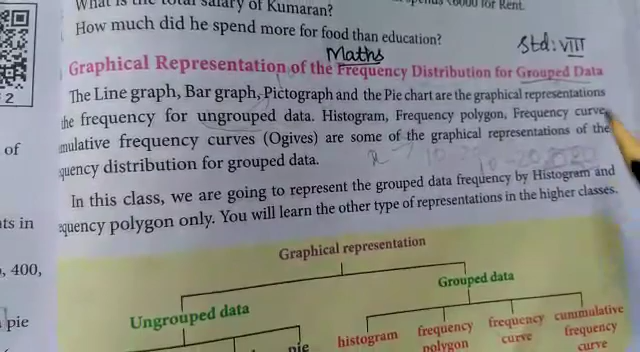 What is the total salary of Kumaran?
for Rent.
How much did he spend more for food than education?
Std: VIII
Maths
Graphical Representation of the Frequency Distribution for Grouped Data
2
The Line graph, Bar graph, Pictograph and the Pie chart are the graphical representations
the frequency for ungrouped data. Histogram, Frequency polygon, Frequency curve,
of
mulative frequency curves (Ogives) are some of the graphical representations of the
quency distribution for grouped data.
In this class, we are going to represent the grouped data frequency by Histogram and
nts in
equency polygon only. You will learn the other type of representations in the higher classes.
, 400,
Graphical representation
Grouped data
Ungrouped data
pie
histogram
frequency
polygon
frequency
curve
cummulative
frequency
curve
pie